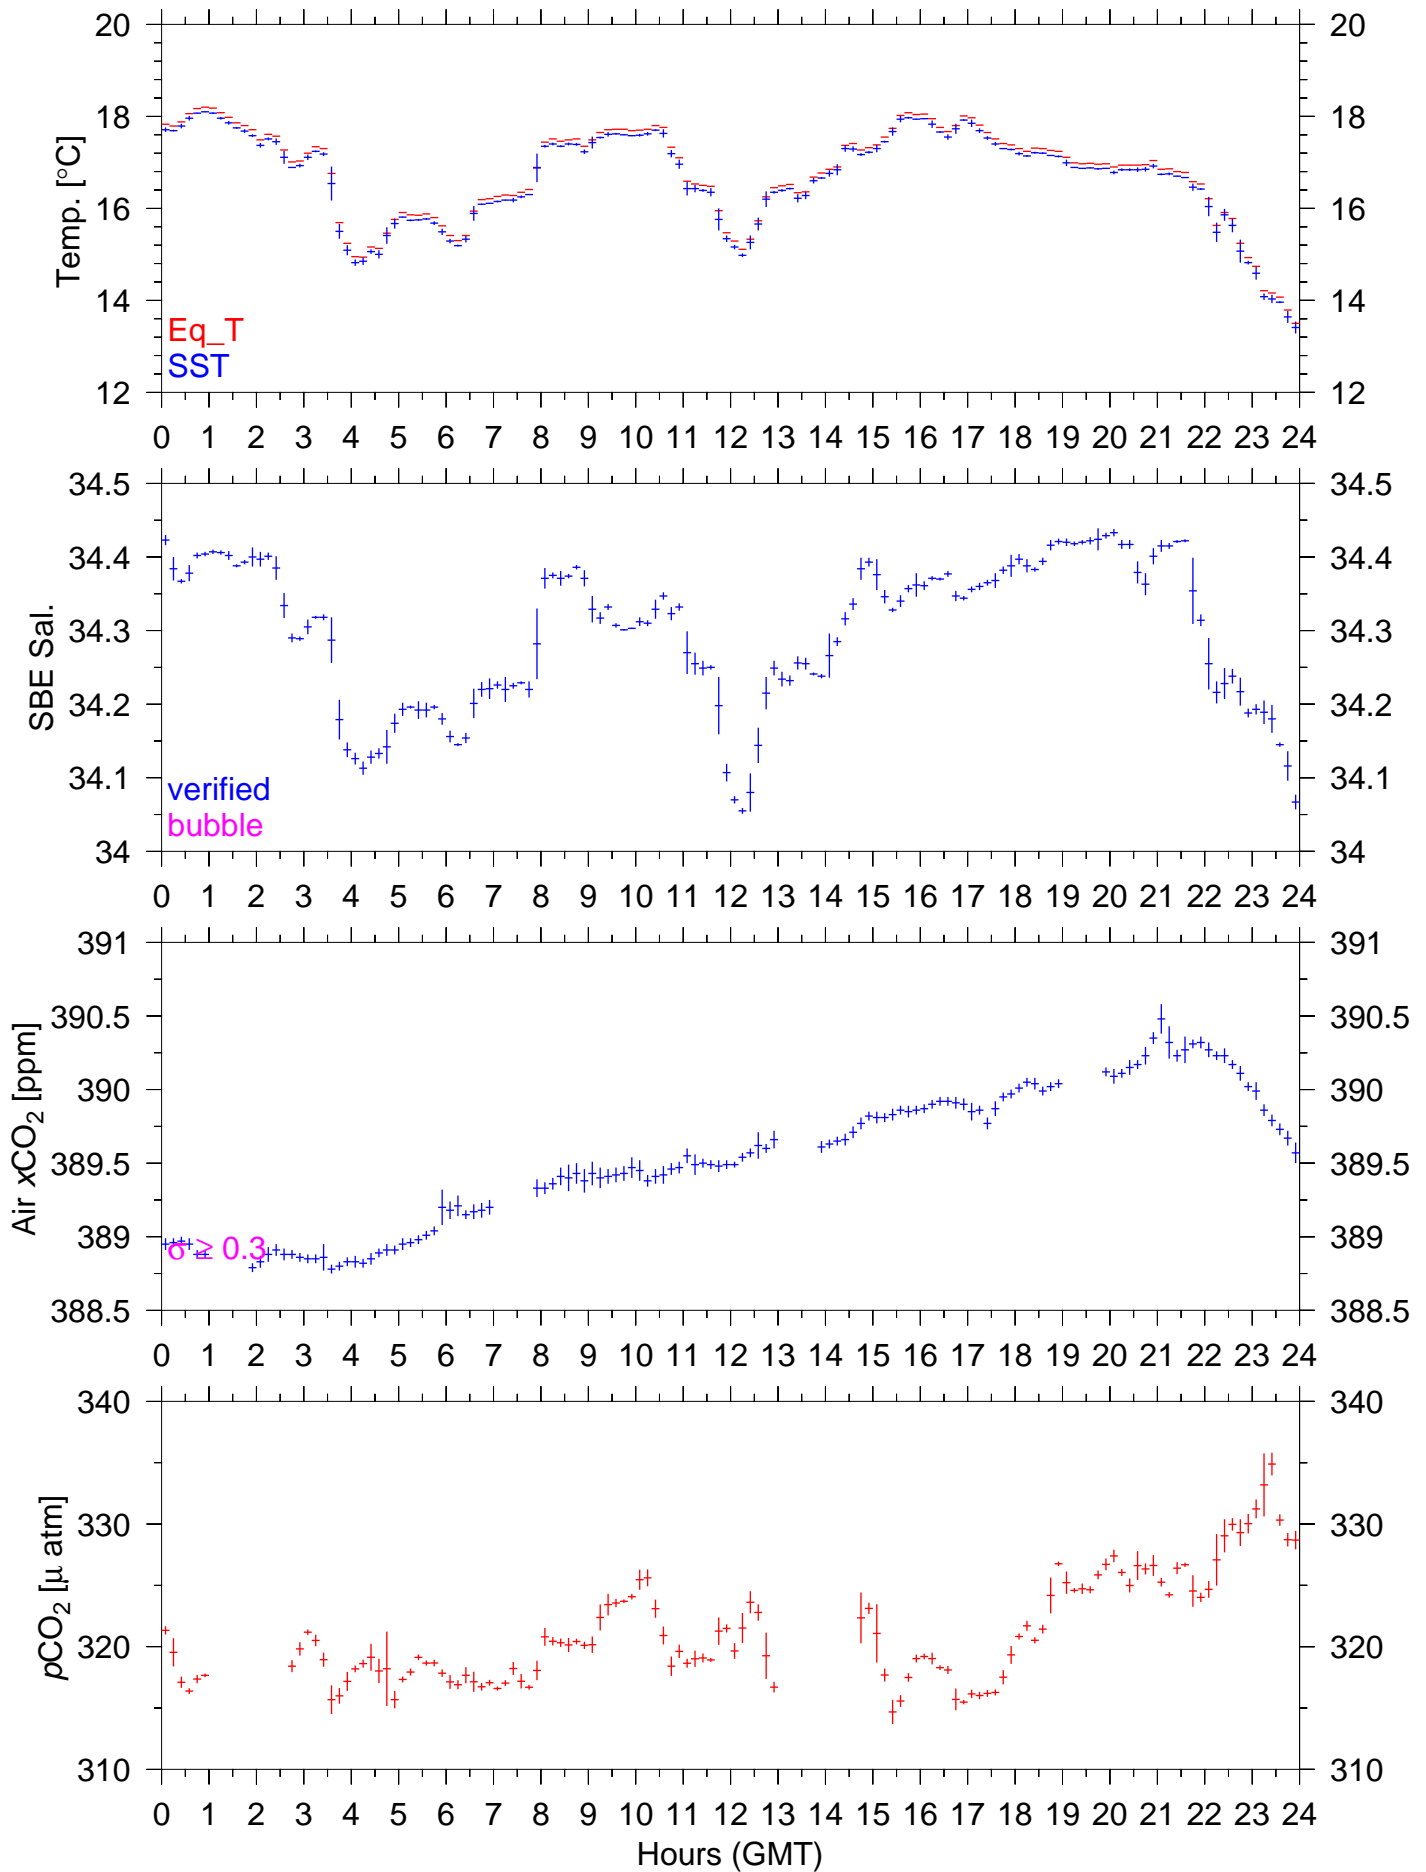 20 20
18 18
16 16
14 14
12 12
Temp. [°C]
Eq_T
SST
0 1 2 3 4 5 6 7 8 9 10 11 12 13 14 15 16 17 18 19 20 21 22 23 24
34.5 34.5
34.4 34.4
34.3 34.3
34.2 34.2
34.1 34.1
34 34
SBE Sal.
verified
bubble
0 1 2 3 4 5 6 7 8 9 10 11 12 13 14 15 16 17 18 19 20 21 22 23 24
391 391
390.5 390.5
390 390
389.5 389.5
389 389
388.5 388.5
Air xCO₂ [ppm]
σ ≥ 0.3
0 1 2 3 4 5 6 7 8 9 10 11 12 13 14 15 16 17 18 19 20 21 22 23 24
340 340
330 330
320 320
310 310
pCO₂ [µ atm]
0 1 2 3 4 5 6 7 8 9 10 11 12 13 14 15 16 17 18 19 20 21 22 23 24
Hours (GMT)